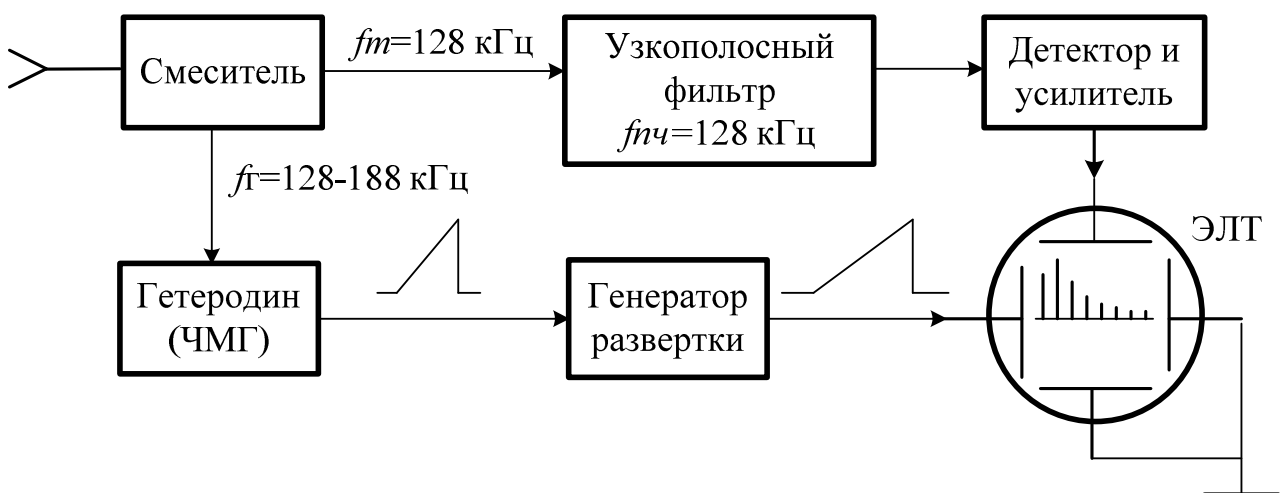 Смеситель
fm=128 кГц
Узкополосный
фильтр
fпч=128 кГц
Детектор и
усилитель
fг=128-188 кГц
ЭЛТ
Гетеродин
(ЧМГ)
Генератор
развертки